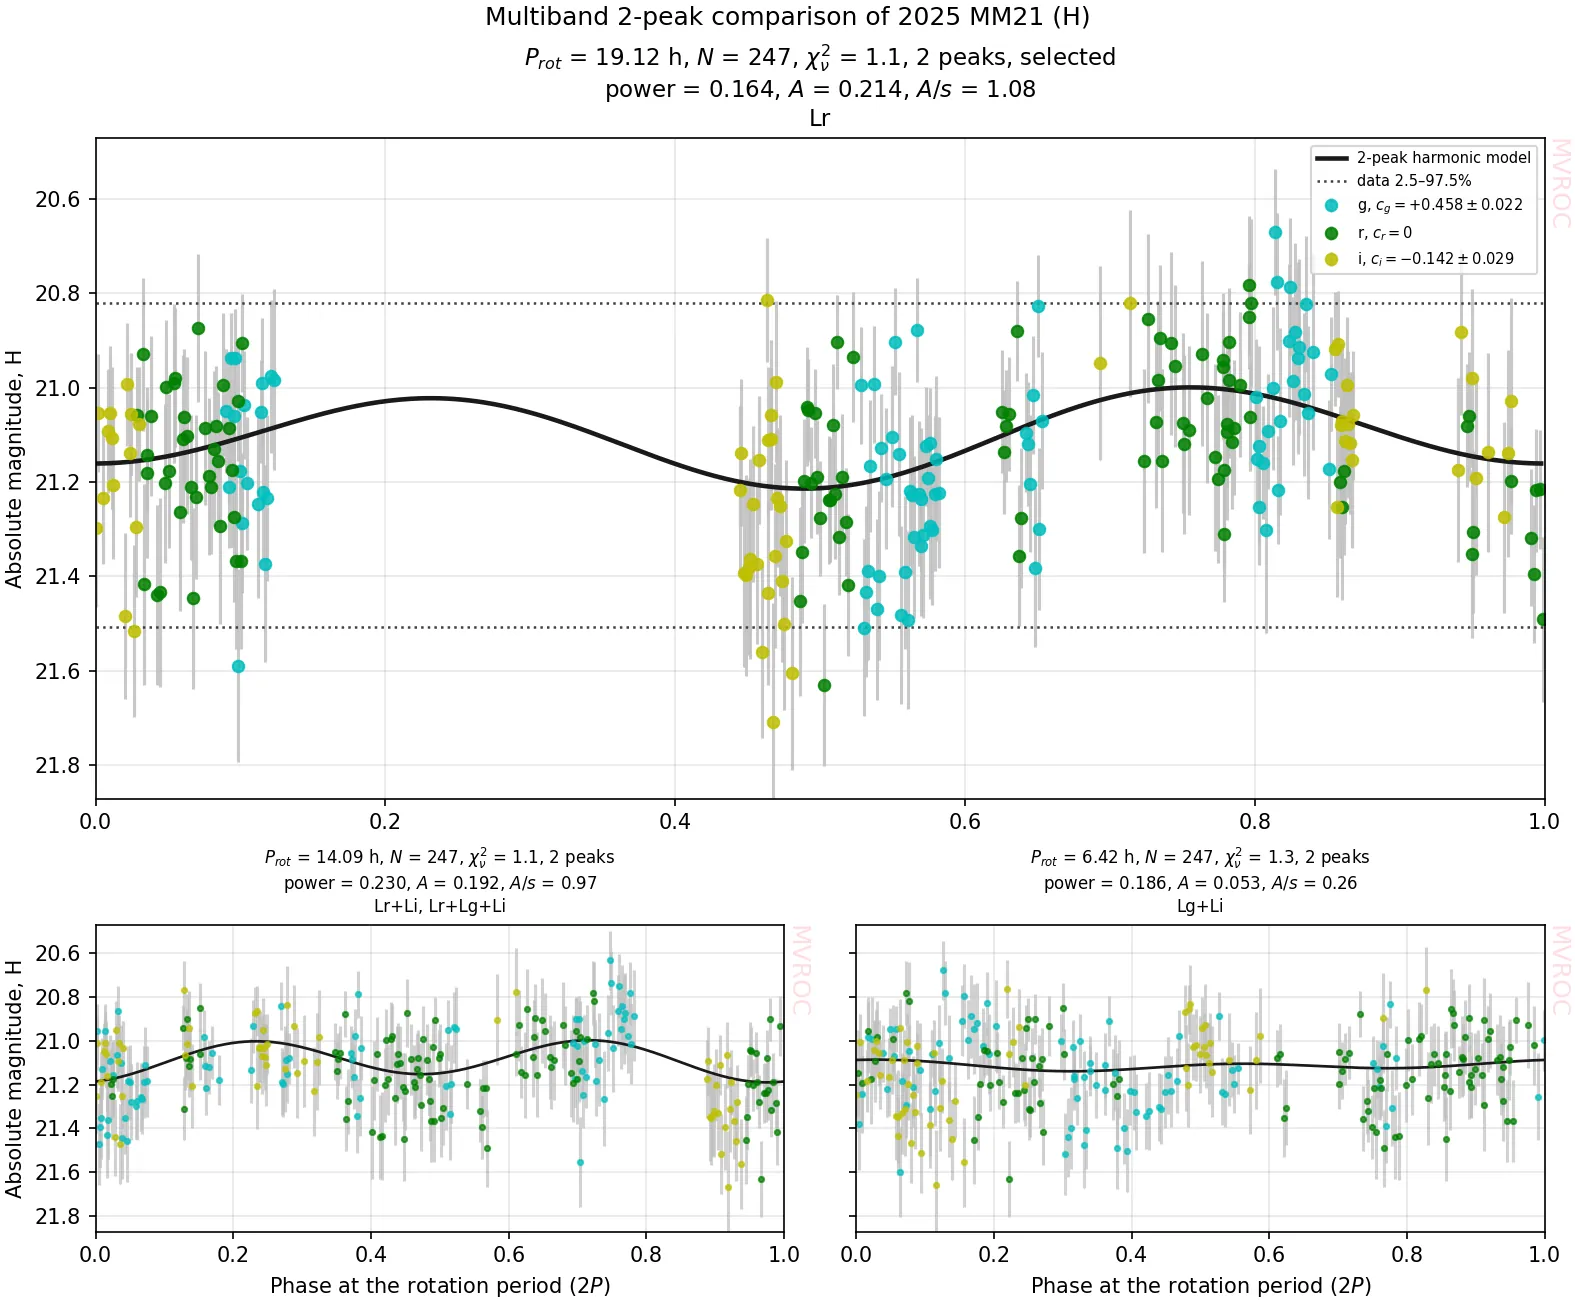 Multiband 2-peak comparison of 2025 MM21 (H)
P_rot = 19.12 h, N = 247, χ²_ν = 1.1, 2 peaks, selected
power = 0.164, A = 0.214, A/s = 1.08
Lr
2-peak harmonic model
data 2.5–97.5%
g, c_g = +0.458 ± 0.022
r, c_r = 0
i, c_i = −0.142 ± 0.029
MVROC
Absolute magnitude, H
20.6
20.8
21.0
21.2
21.4
21.6
21.8
0.0 0.2 0.4 0.6 0.8 1.0
P_rot = 14.09 h, N = 247, χ²_ν = 1.1, 2 peaks
power = 0.230, A = 0.192, A/s = 0.97
Lr+Li, Lr+Lg+Li
MVROC
Absolute magnitude, H
20.6
20.8
21.0
21.2
21.4
21.6
21.8
0.0 0.2 0.4 0.6 0.8 1.0
Phase at the rotation period (2P)
P_rot = 6.42 h, N = 247, χ²_ν = 1.3, 2 peaks
power = 0.186, A = 0.053, A/s = 0.26
Lg+Li
MVROC
0.0 0.2 0.4 0.6 0.8 1.0
Phase at the rotation period (2P)